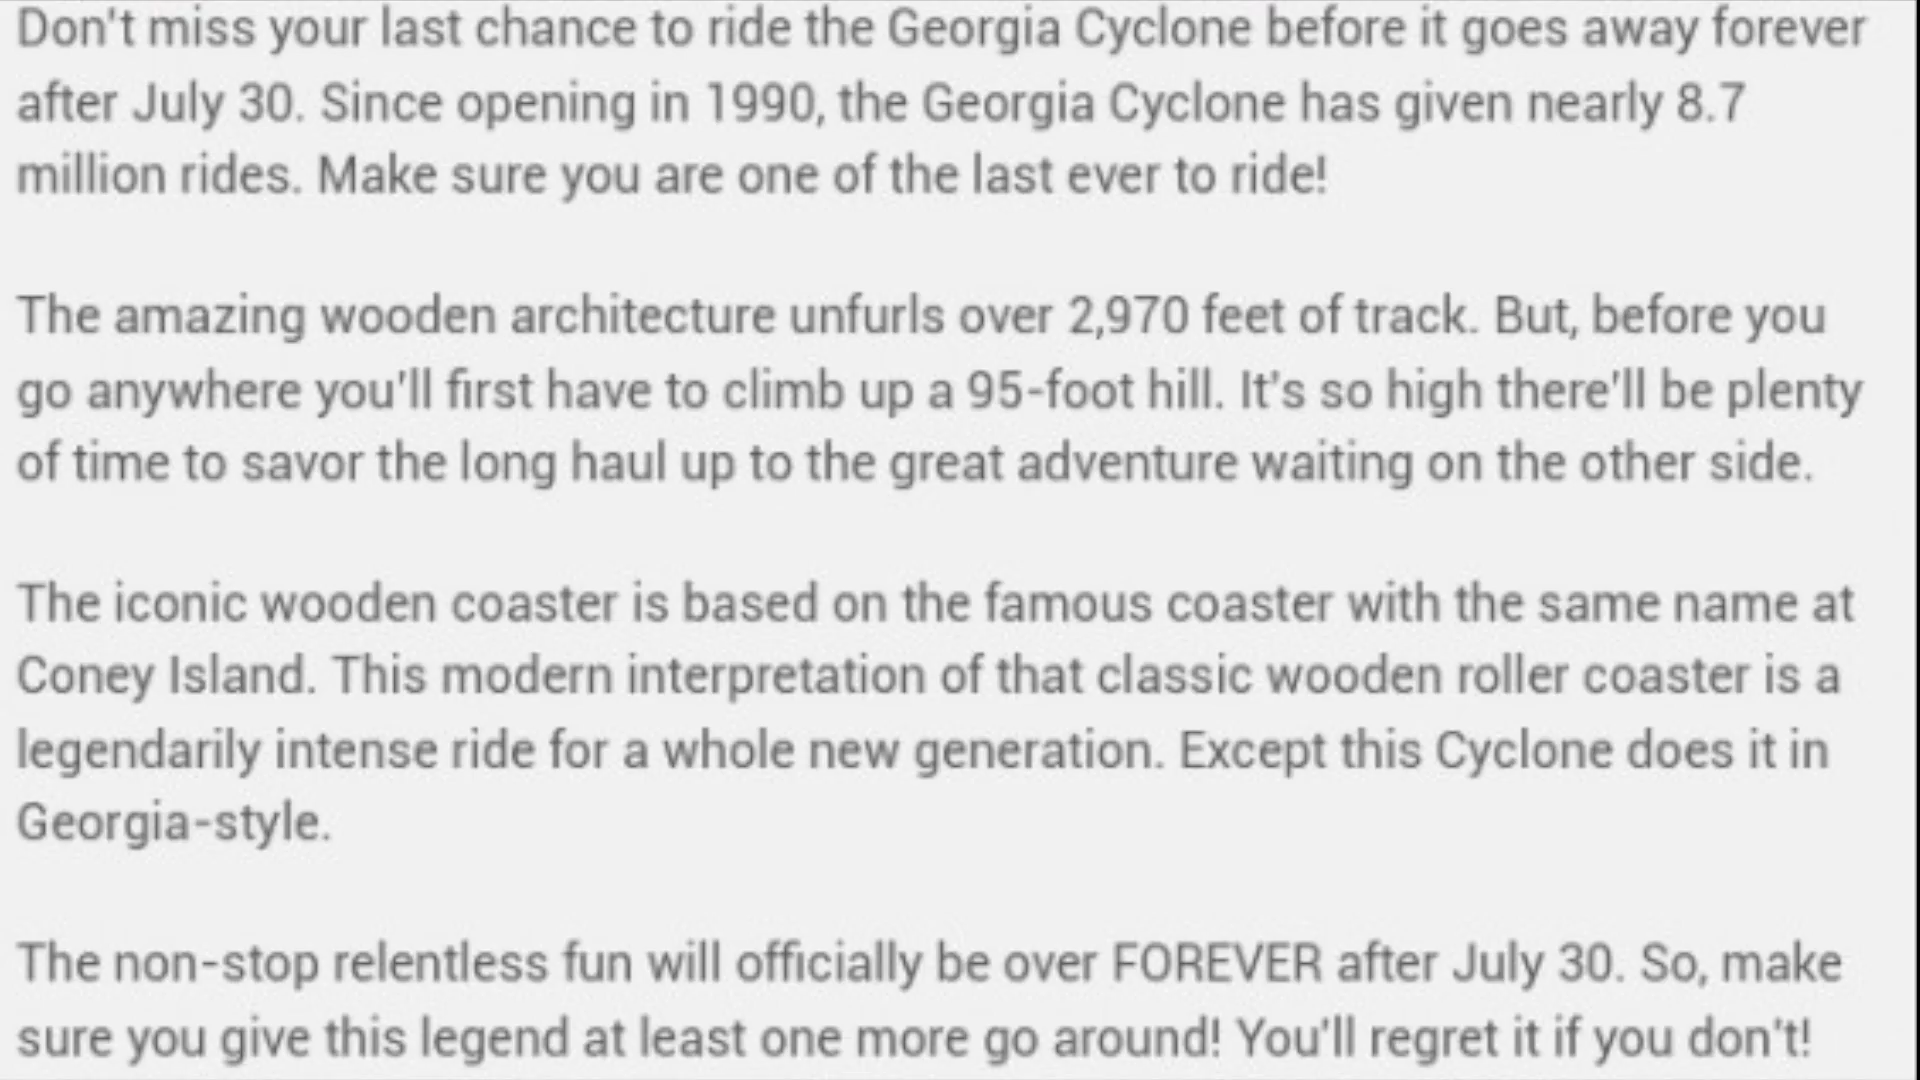 Don't miss your last chance to ride the Georgia Cyclone before it goes away forever
after July 30. Since opening in 1990, the Georgia Cyclone has given nearly 8.7
million rides. Make sure you are one of the last ever to ride!
The amazing wooden architecture unfurls over 2,970 feet of track. But, before you
go anywhere you'll first have to climb up a 95-foot hill. It's so high there'll be plenty
of time to savor the long haul up to the great adventure waiting on the other side.
The iconic wooden coaster is based on the famous coaster with the same name at
Coney Island. This modern interpretation of that classic wooden roller coaster is a
legendarily intense ride for a whole new generation. Except this Cyclone does it in
Georgia-style.
The non-stop relentless fun will officially be over FOREVER after July 30. So, make
sure you give this legend at least one more go around! You'll regret it if you don't!